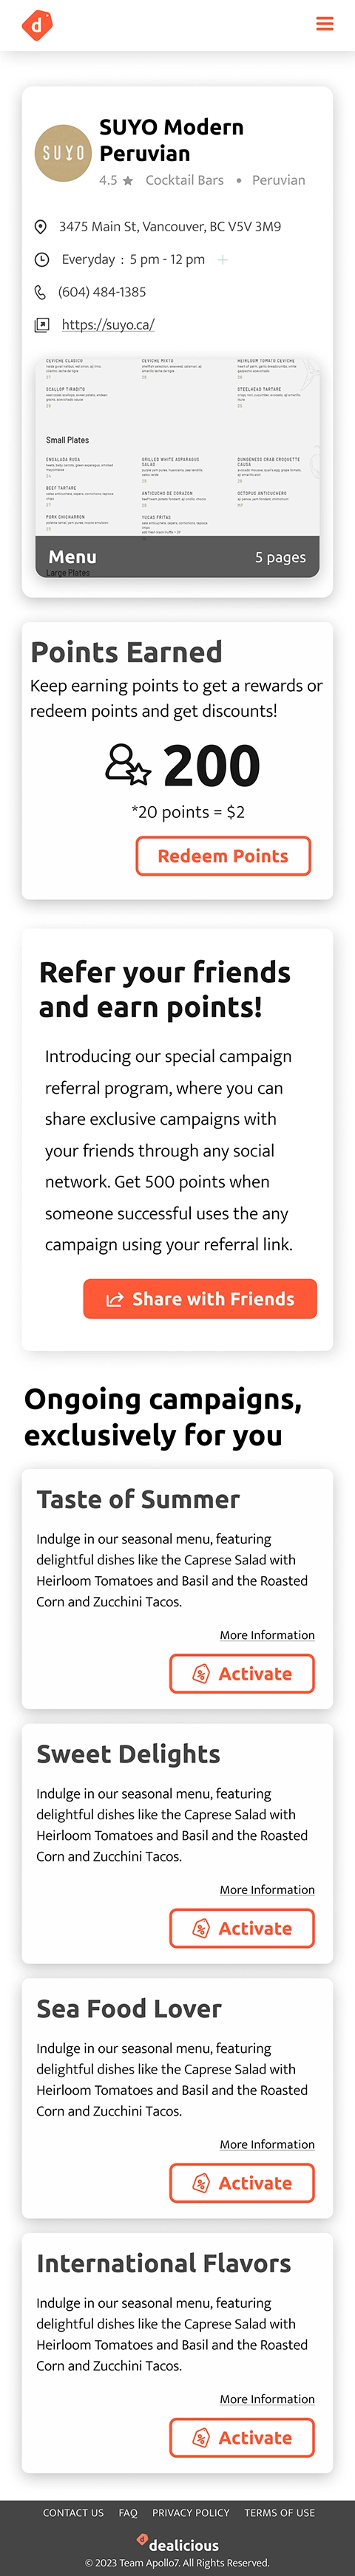 d
SUYO Modern
Peruvian
SUYO
4.5 ★ Cocktail Bars • Peruvian
3475 Main St, Vancouver, BC V5V 3M9
Everyday : 5 pm - 12 pm +
(604) 484-1385
https://suyo.ca/
CEVICHE CLASICO CEVICHE MIXTO HEIRLOOM TOMATO CEVICHE
SCALLOP TIRADITO STEELHEAD TARTARE
Small Plates
ENSALADA RUSA GRILLED WHITE ASPARAGUS SALAD DUNGENESS CRAB CROQUETTE CAUSA
BEEF TARTARE ANTICUCHO DE CORAZON OCTOPUS ANTICUCHERO
PORK CHICHARRON YUCAS FRITAS
Menu 5 pages
Large Plates
Points Earned
Keep earning points to get a rewards or
redeem points and get discounts!
200
*20 points = $2
Redeem Points
Refer your friends
and earn points!
Introducing our special campaign
referral program, where you can
share exclusive campaigns with
your friends through any social
network. Get 500 points when
someone successful uses the any
campaign using your referral link.
Share with Friends
Ongoing campaigns,
exclusively for you
Taste of Summer
Indulge in our seasonal menu, featuring
delightful dishes like the Caprese Salad with
Heirloom Tomatoes and Basil and the Roasted
Corn and Zucchini Tacos.
More Information
Activate
Sweet Delights
Indulge in our seasonal menu, featuring
delightful dishes like the Caprese Salad with
Heirloom Tomatoes and Basil and the Roasted
Corn and Zucchini Tacos.
More Information
Activate
Sea Food Lover
Indulge in our seasonal menu, featuring
delightful dishes like the Caprese Salad with
Heirloom Tomatoes and Basil and the Roasted
Corn and Zucchini Tacos.
More Information
Activate
International Flavors
Indulge in our seasonal menu, featuring
delightful dishes like the Caprese Salad with
Heirloom Tomatoes and Basil and the Roasted
Corn and Zucchini Tacos.
More Information
Activate
CONTACT US FAQ PRIVACY POLICY TERMS OF USE
dealicious
© 2023 Team Apollo7. All Rights Reserved.